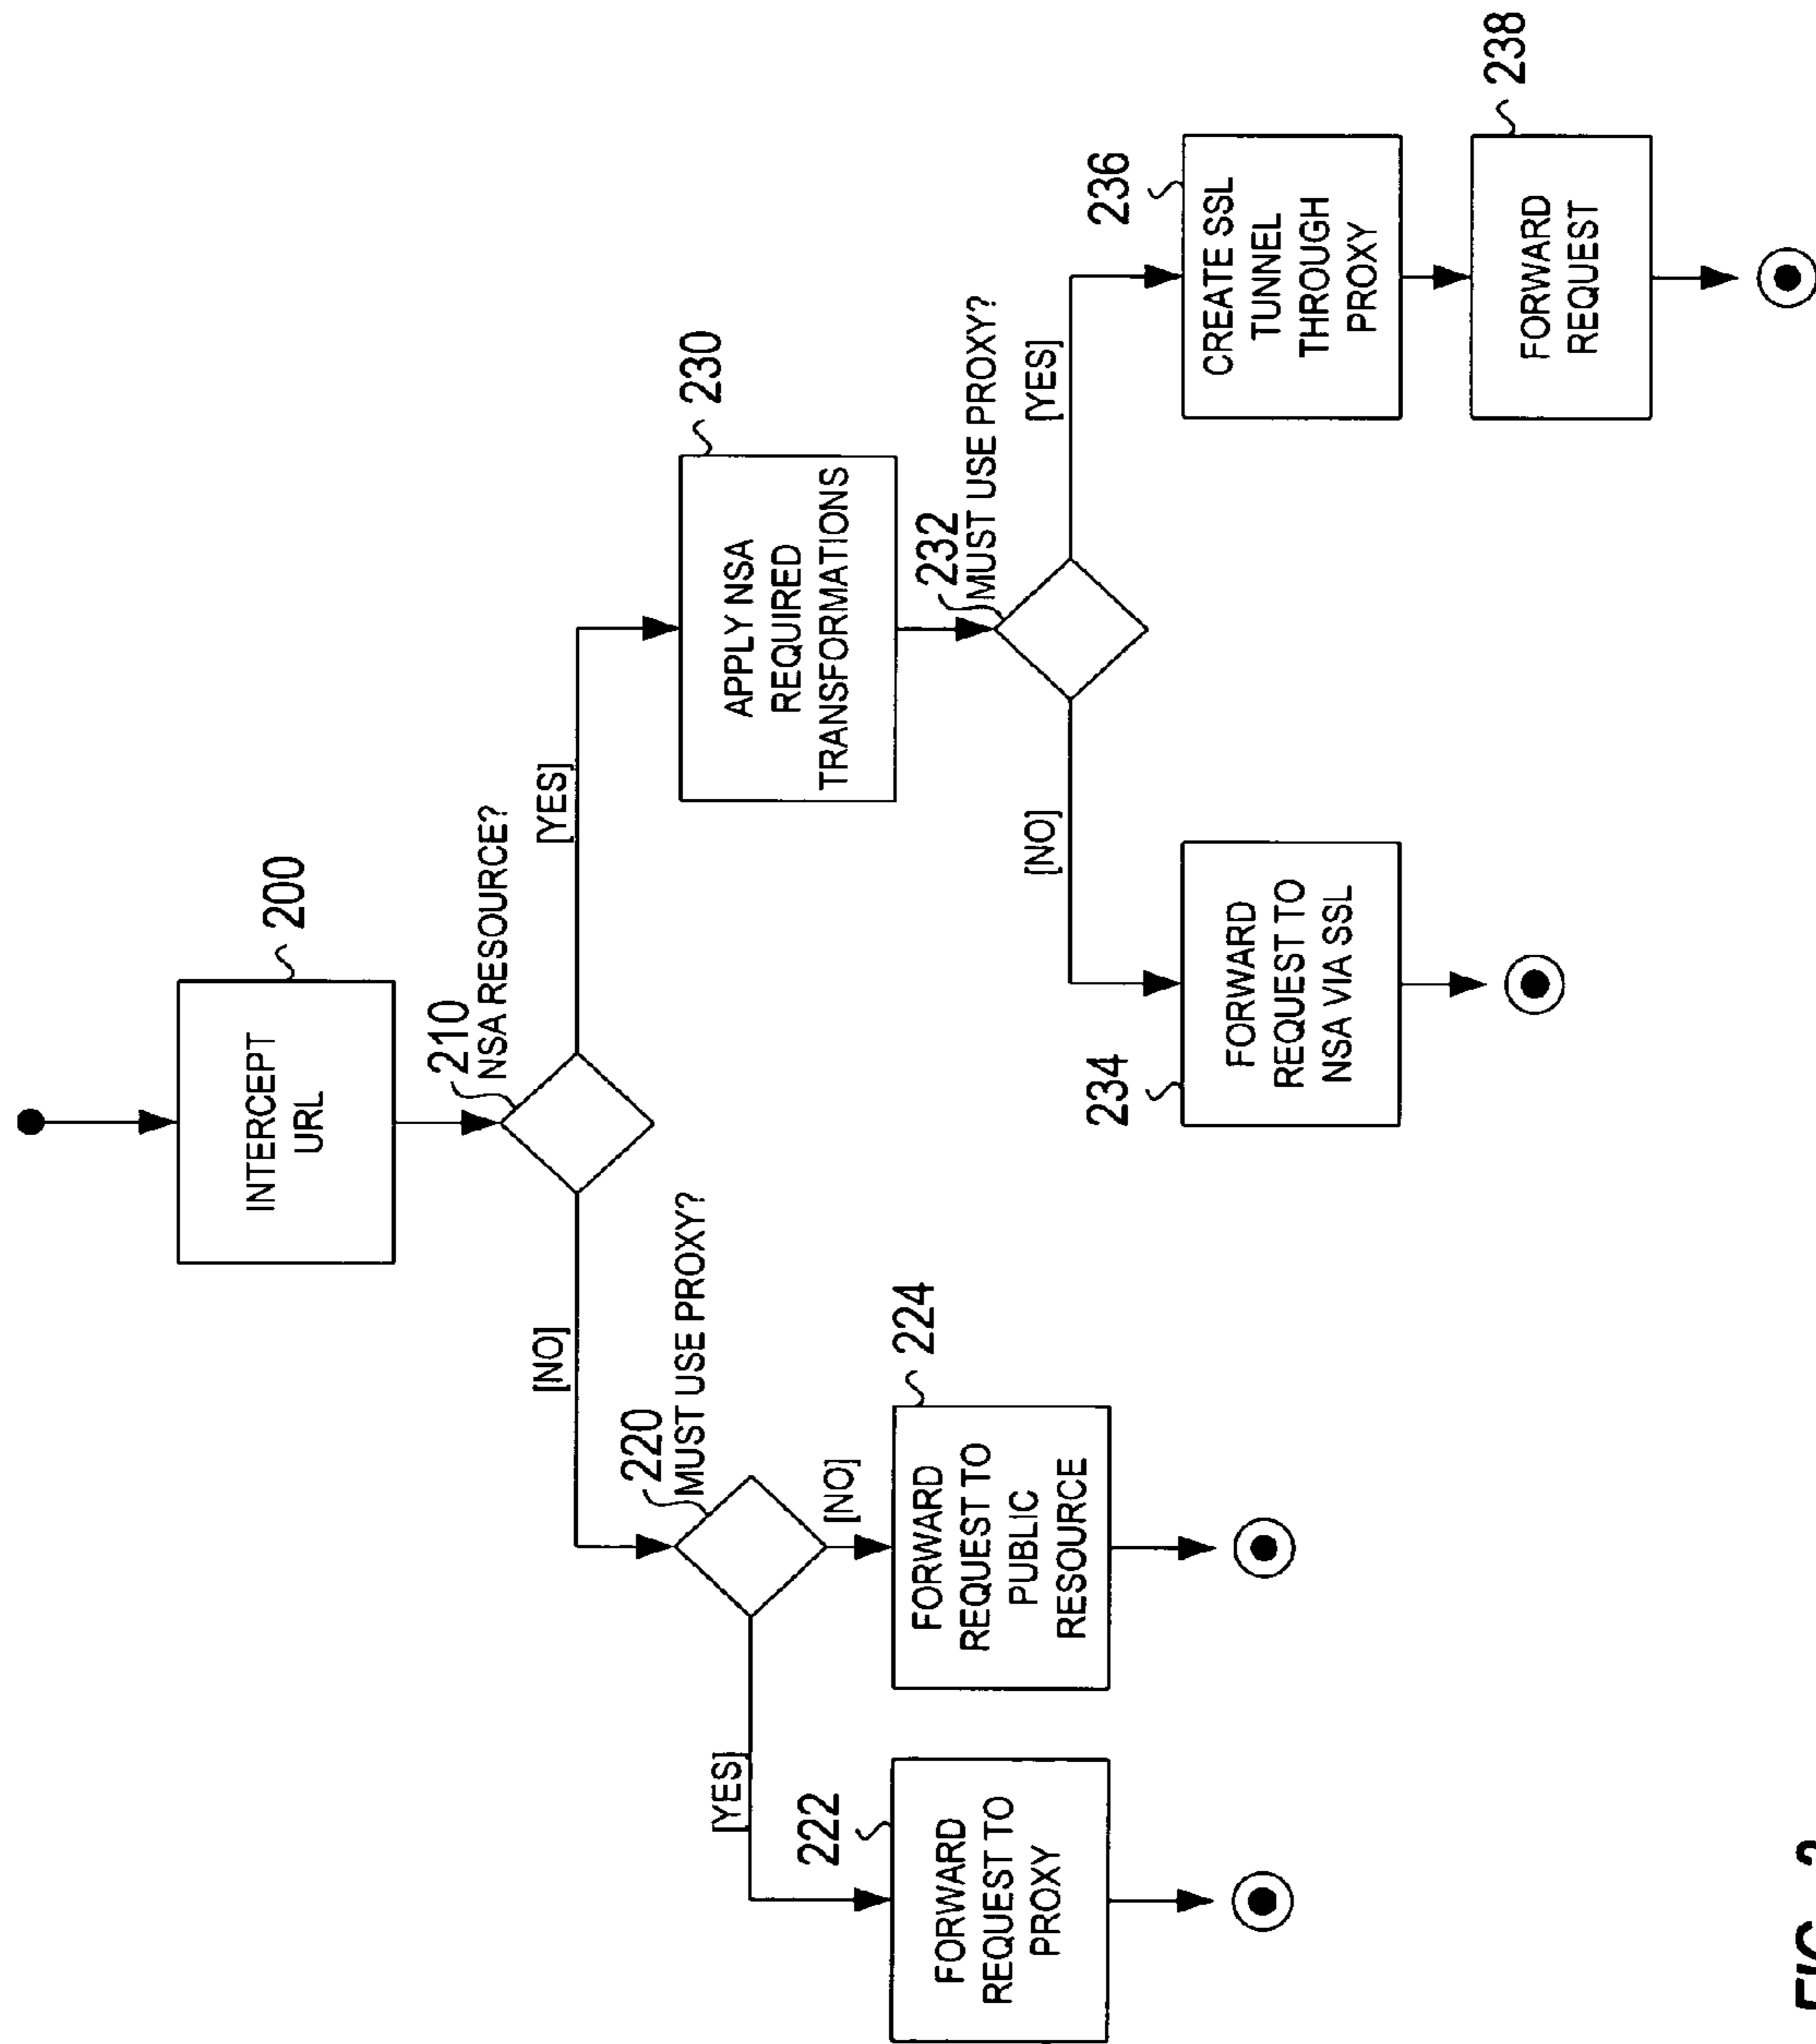 INTERCEPT
URL
200
210
NSA RESOURCE?
[NO]
[YES]
220
MUST USE PROXY?
[YES]
[NO]
222
FORWARD
REQUEST TO
PROXY
224
FORWARD
REQUEST TO
PUBLIC
RESOURCE
230
APPLY NSA
REQUIRED
TRANSFORMATIONS
232
MUST USE PROXY?
[NO]
[YES]
234
FORWARD
REQUEST TO
NSA VIA SSL
236
CREATE SSL
TUNNEL
THROUGH
PROXY
238
FORWARD
REQUEST